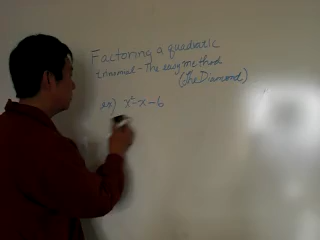 Factoring a quadratic
trinomial - The easy method
(The Diamond)
ex) x²-x-6